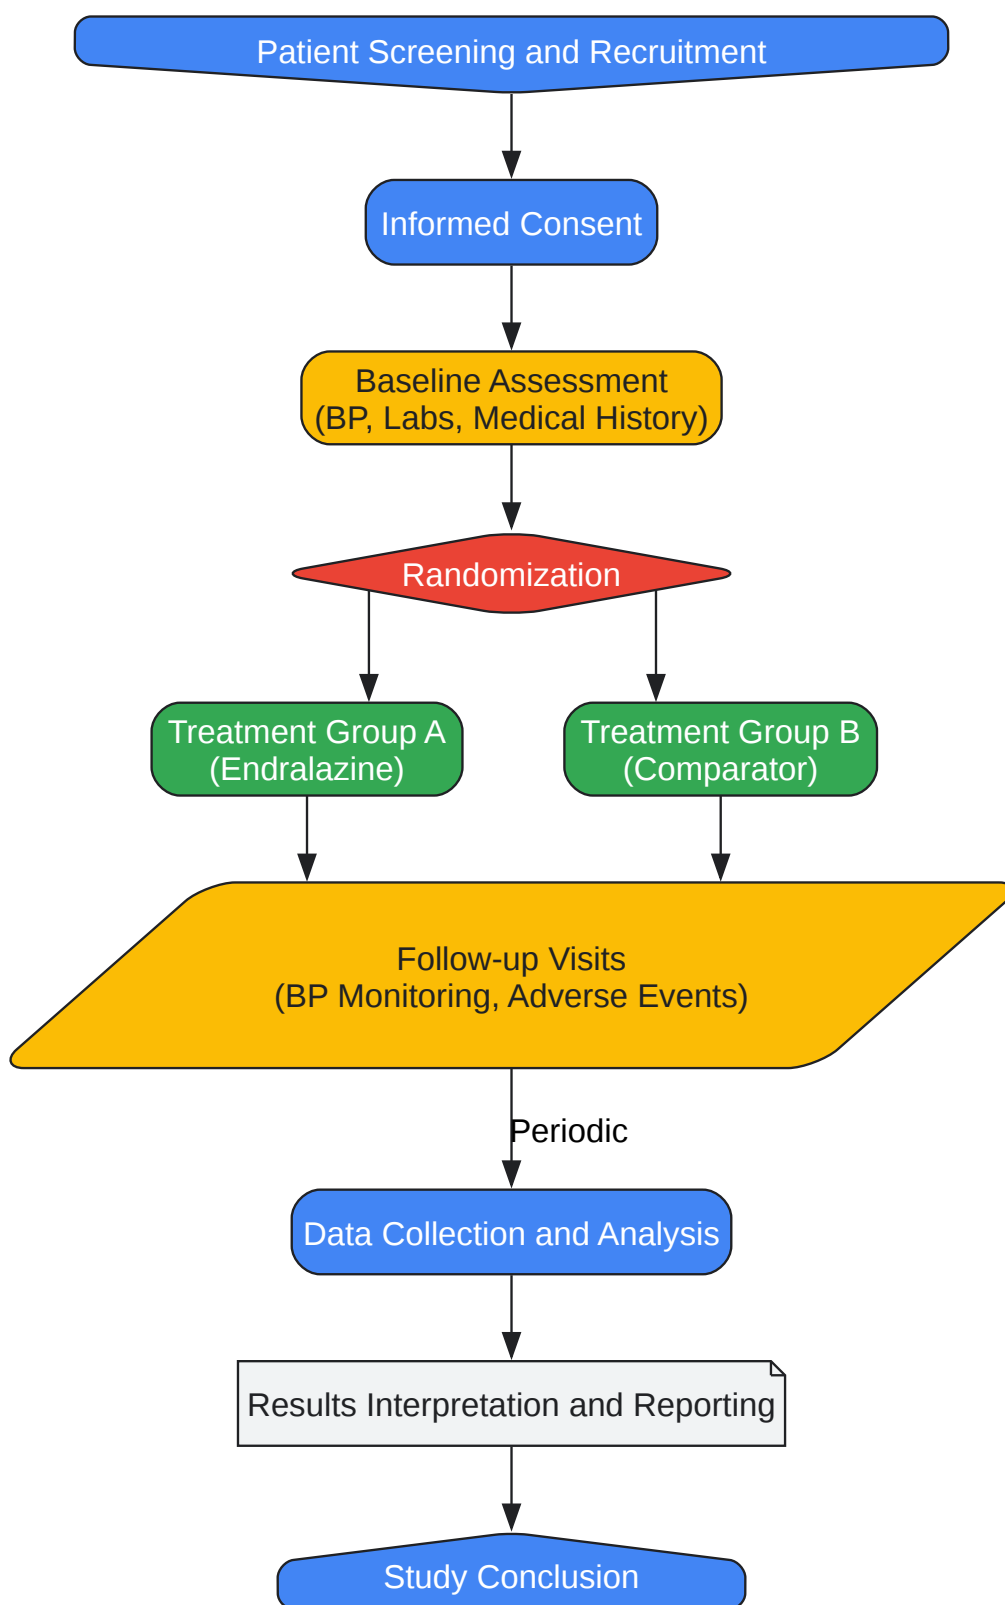 Patient Screening and Recruitment
Informed Consent
Baseline Assessment
(BP, Labs, Medical History)
Randomization
Treatment Group A
(Endralazine)
Treatment Group B
(Comparator)
Follow-up Visits
(BP Monitoring, Adverse Events)
Periodic
Data Collection and Analysis
Results Interpretation and Reporting
Study Conclusion